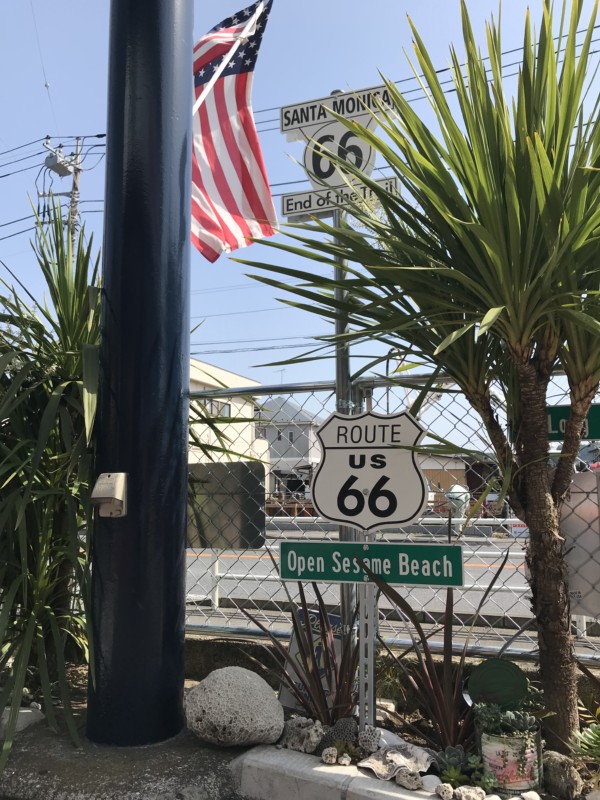 SANTA MONICA
66
End of the Trail
ROUTE
US
66
Open Sesame Beach